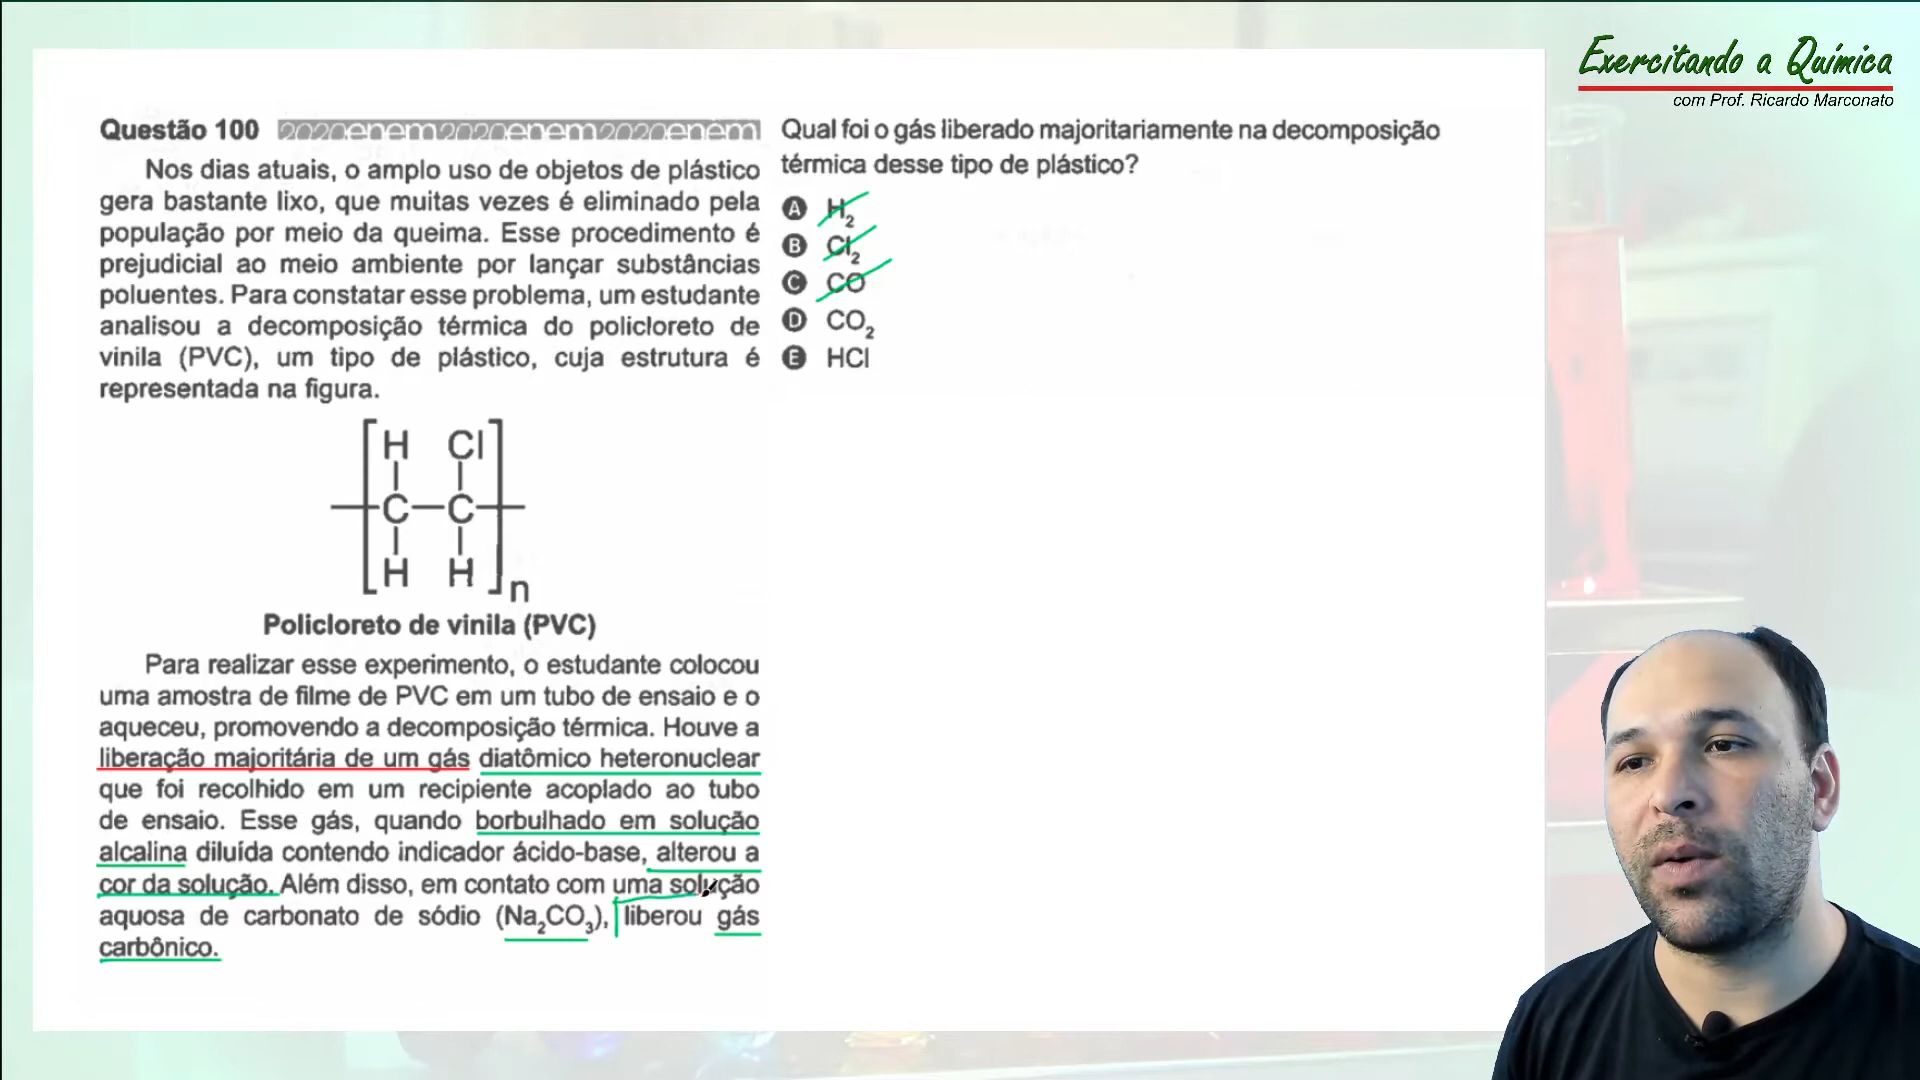 Exercitando a Química
com Prof. Ricardo Marconato
Questão 100 2020enem2020enem2020enem
Nos dias atuais, o amplo uso de objetos de plástico
gera bastante lixo, que muitas vezes é eliminado pela
população por meio da queima. Esse procedimento é
prejudicial ao meio ambiente por lançar substâncias
poluentes. Para constatar esse problema, um estudante
analisou a decomposição térmica do policloreto de
vinila (PVC), um tipo de plástico, cuja estrutura é
representada na figura.
H Cl
C C
H H
n
Policloreto de vinila (PVC)
Para realizar esse experimento, o estudante colocou
uma amostra de filme de PVC em um tubo de ensaio e o
aqueceu, promovendo a decomposição térmica. Houve a
liberação majoritária de um gás diatômico heteronuclear
que foi recolhido em um recipiente acoplado ao tubo
de ensaio. Esse gás, quando borbulhado em solução
alcalina diluída contendo indicador ácido-base, alterou a
cor da solução. Além disso, em contato com uma solução
aquosa de carbonato de sódio (Na₂CO₃), liberou gás
carbônico.
Qual foi o gás liberado majoritariamente na decomposição
térmica desse tipo de plástico?
A H₂
B Cl₂
C CO
D CO₂
E HCl